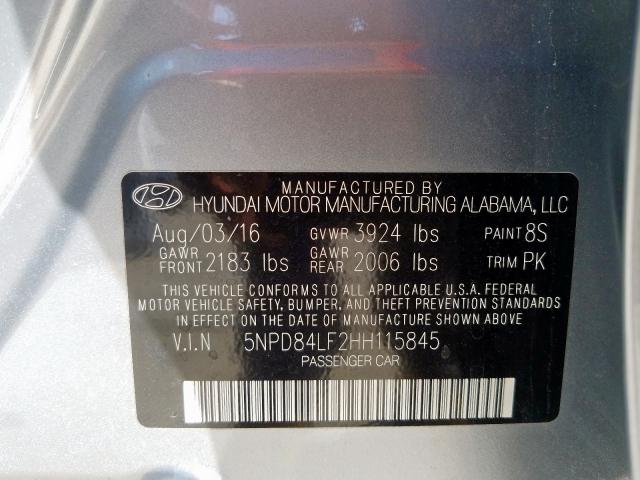 MANUFACTURED BY
HYUNDAI MOTOR MANUFACTURING ALABAMA, LLC
Aug/03/16 GVWR 3924 lbs PAINT 8S
GAWR FRONT 2183 lbs GAWR REAR 2006 lbs TRIM PK
THIS VEHICLE CONFORMS TO ALL APPLICABLE U.S.A. FEDERAL
MOTOR VEHICLE SAFETY, BUMPER, AND THEFT PREVENTION STANDARDS
IN EFFECT ON THE DATE OF MANUFACTURE SHOWN ABOVE
V.I.N 5NPD84LF2HH115845
PASSENGER CAR